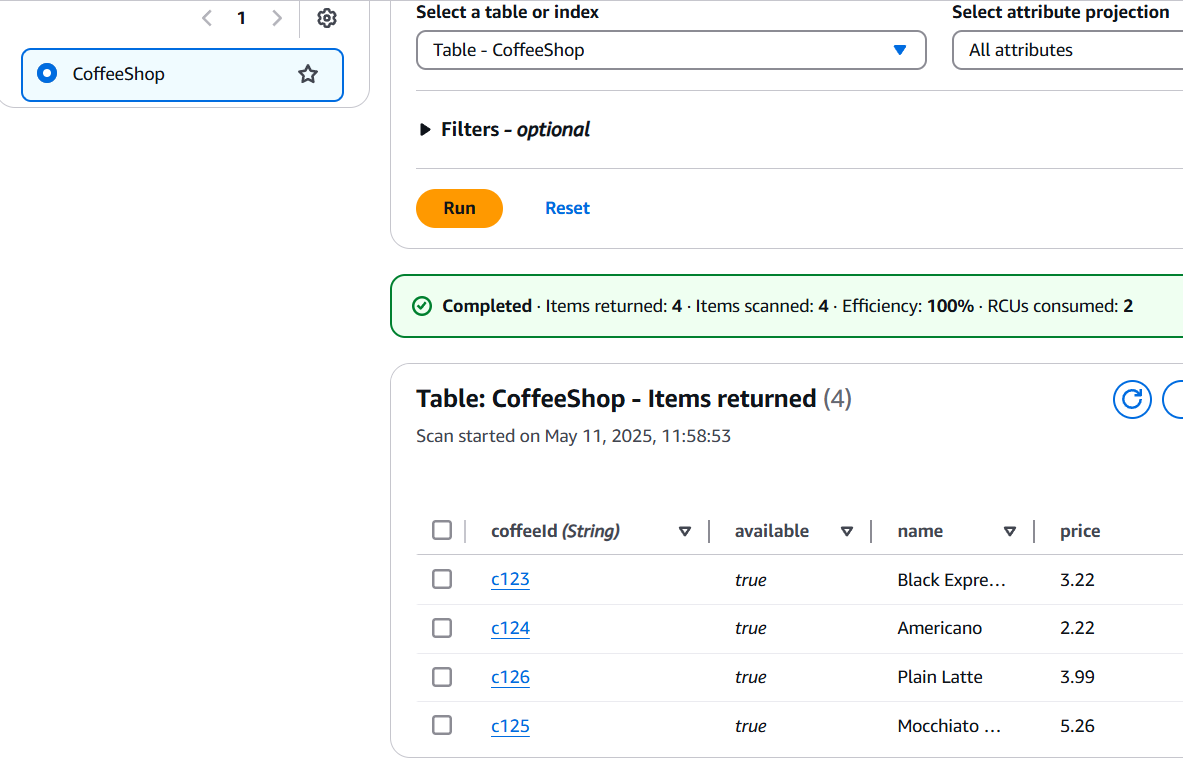 1
CoffeeShop
Select a table or index
Select attribute projection
Table - CoffeeShop
All attributes
Filters - optional
Run
Reset
Completed · Items returned: 4 · Items scanned: 4 · Efficiency: 100% · RCUs consumed: 2
Table: CoffeeShop - Items returned (4)
Scan started on May 11, 2025, 11:58:53
coffeeId (String) available name price
c123 true Black Expre… 3.22
c124 true Americano 2.22
c126 true Plain Latte 3.99
c125 true Mocchiato … 5.26